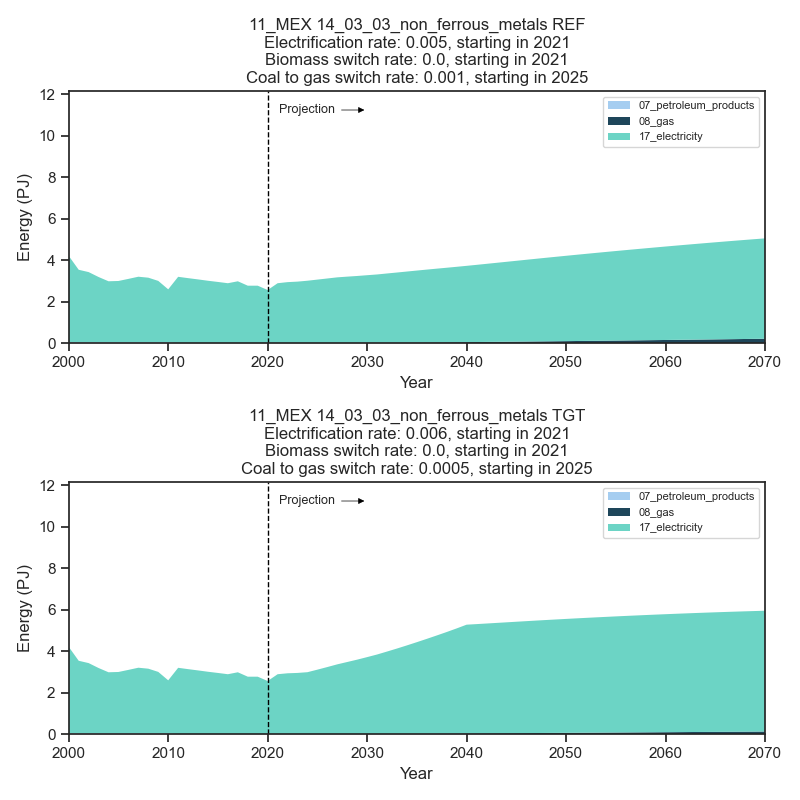 11_MEX 14_03_03_non_ferrous_metals REF
Electrification rate: 0.005, starting in 2021
Biomass switch rate: 0.0, starting in 2021
Coal to gas switch rate: 0.001, starting in 2025
12
10
8
6
4
2
0
Energy (PJ)
Projection
07_petroleum_products
08_gas
17_electricity
2000 2010 2020 2030 2040 2050 2060 2070
Year
11_MEX 14_03_03_non_ferrous_metals TGT
Electrification rate: 0.006, starting in 2021
Biomass switch rate: 0.0, starting in 2021
Coal to gas switch rate: 0.0005, starting in 2025
12
10
8
6
4
2
0
Energy (PJ)
Projection
07_petroleum_products
08_gas
17_electricity
2000 2010 2020 2030 2040 2050 2060 2070
Year